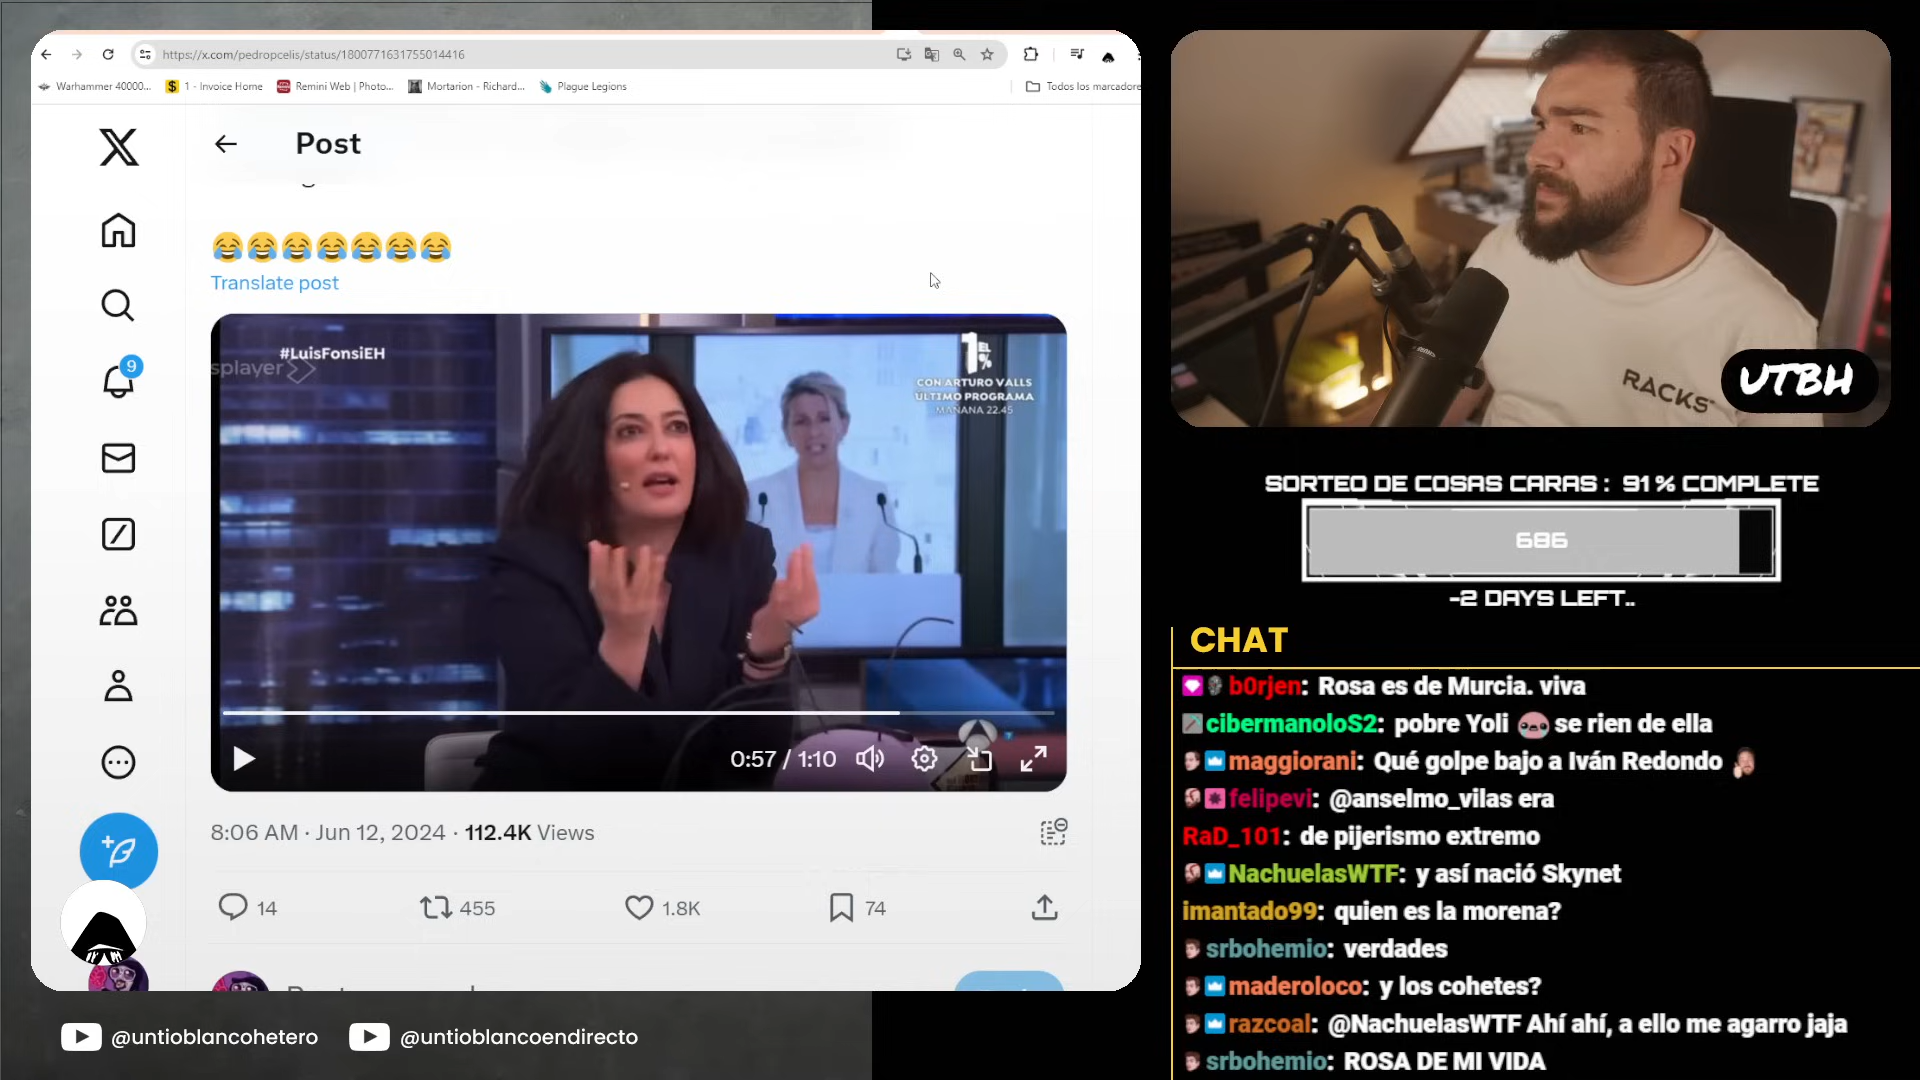 https://x.com/pedropcelis/status/1800771631755014416
Warhammer 40000...
1 - Invoice Home
Remini Web | Photo...
Mortarion - Richard...
Plague Legions
Todos los marcadore
Post
😂😂😂😂😂😂😂
Translate post
#LuisFonsiEH
splayer
1 EL %
CON ARTURO VALLS
ÚLTIMO PROGRAMA
MAÑANA 22.45
0:57 / 1:10
8:06 AM · Jun 12, 2024 · 112.4K Views
14
455
1.8K
74
9
@untioblancohetero
@untioblancoendirecto
RACKS
UTBH
SORTEO DE COSAS CARAS : 91% COMPLETE
686
-2 DAYS LEFT..
CHAT
b0rjen: Rosa es de Murcia. viva
cibermanoloS2: pobre Yoli se rien de ella
maggiorani: Qué golpe bajo a Iván Redondo
felipevi: @anselmo_vilas era
RaD_101: de pijerismo extremo
NachuelasWTF: y así nació Skynet
imantado99: quien es la morena?
srbohemio: verdades
maderoloco: y los cohetes?
razcoal: @NachuelasWTF Ahí ahí, a ello me agarro jaja
srbohemio: ROSA DE MI VIDA